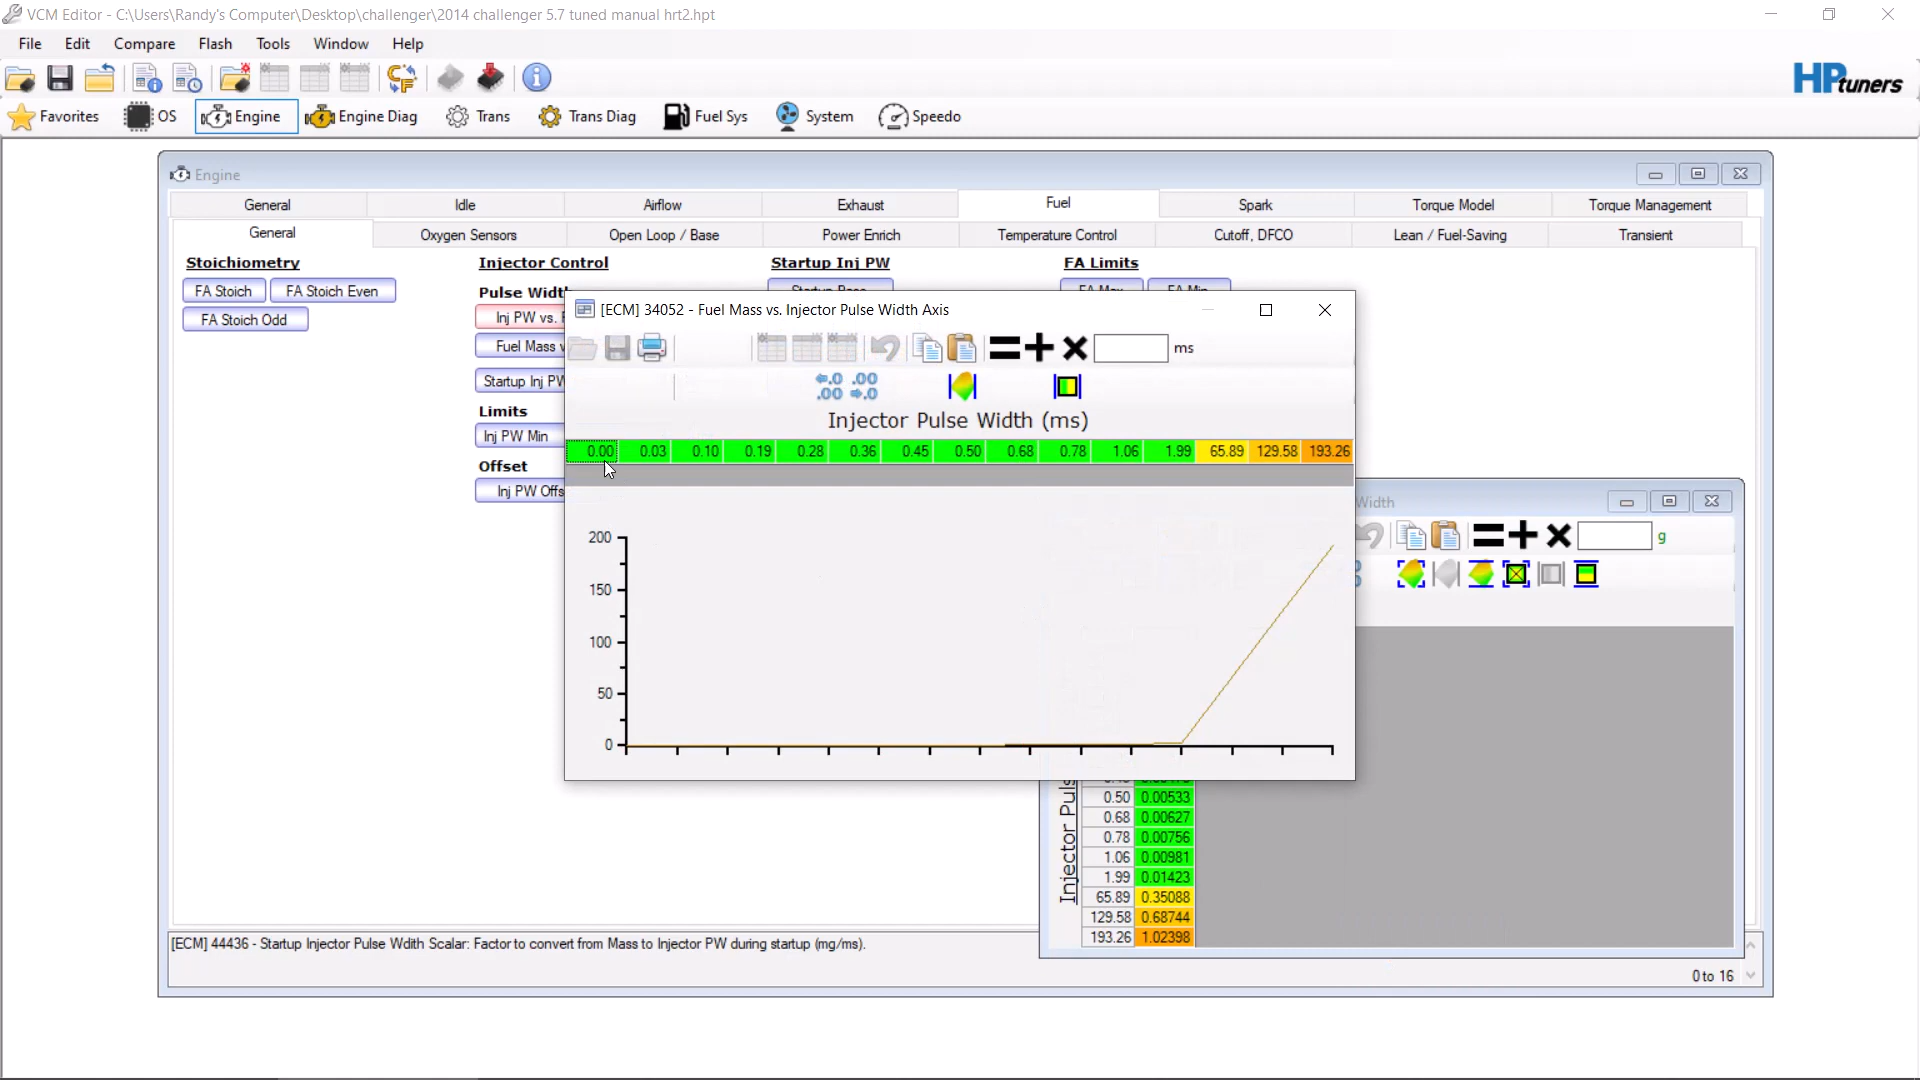 VCM Editor - C:\Users\Randy's Computer\Desktop\challenger\2014 challenger 5.7 tuned manual hrt2.hpt
File Edit Compare Flash Tools Window Help
HPtuners
Favorites OS Engine Engine Diag Trans Trans Diag Fuel Sys System Speedo
Engine
General Idle Airflow Exhaust Fuel Spark Torque Model Torque Management
General Oxygen Sensors Open Loop / Base Power Enrich Temperature Control Cutoff, DFCO Lean / Fuel-Saving Transient
Stoichiometry Injector Control Startup Inj PW FA Limits
FA Stoich FA Stoich Even Pulse Width
FA Stoich Odd Inj PW vs.
Fuel Mass
Startup Inj PW
Limits
Inj PW Min
Offset
Inj PW Offs
[ECM] 34052 - Fuel Mass vs. Injector Pulse Width Axis
ms
Injector Pulse Width (ms)
0.00 0.03 0.10 0.19 0.28 0.36 0.45 0.50 0.68 0.78 1.06 1.99 65.89 129.58 193.26
200
150
100
50
0
Width
g
Injector Puls
0.50 0.00533
0.68 0.00627
0.78 0.00756
1.06 0.00981
1.99 0.01423
65.89 0.35088
129.58 0.68744
193.26 1.02398
[ECM] 44436 - Startup Injector Pulse Wdith Scalar: Factor to convert from Mass to Injector PW during startup (mg/ms).
0 to 16